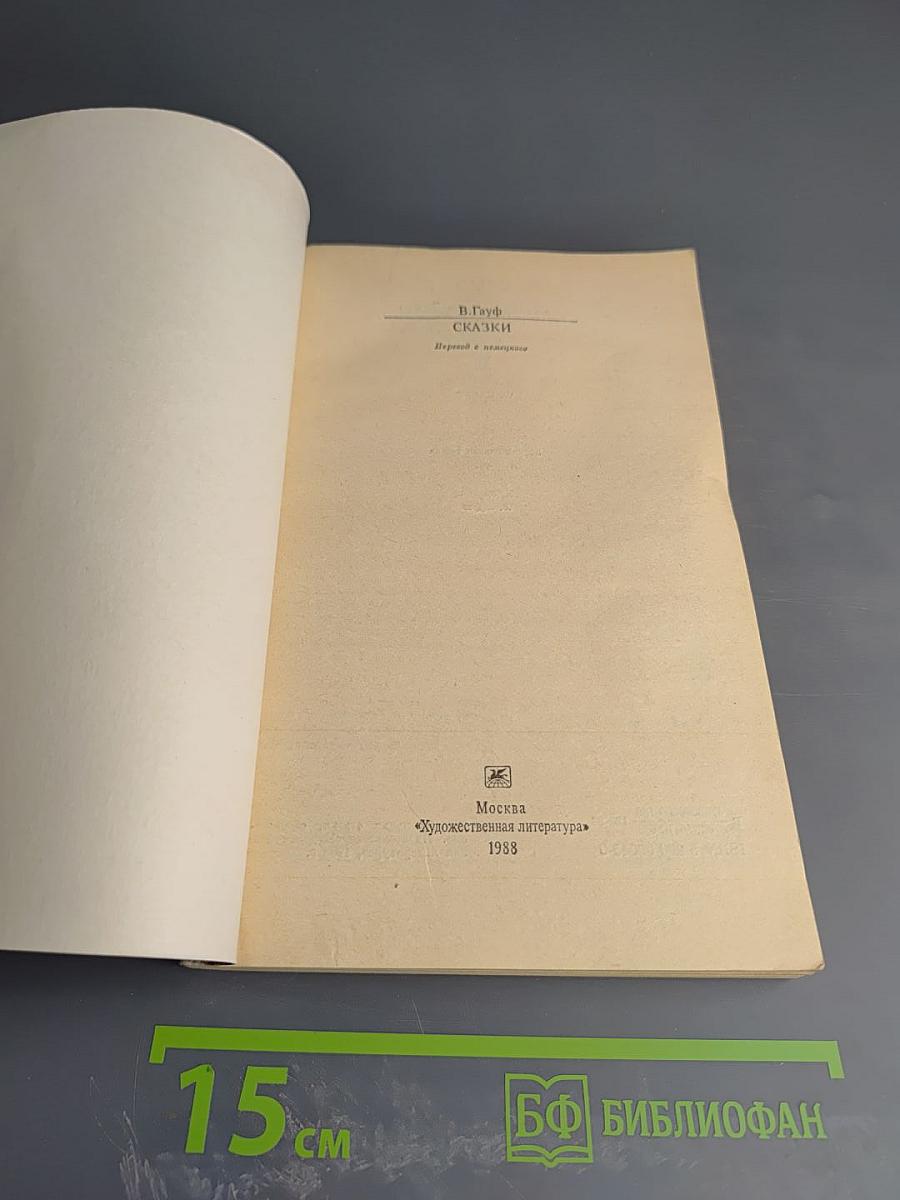 В.Гауф
СКАЗКИ
Перевод с немецкого
Москва
«Художественная литература»
1988
15 см
БФ БИБЛИОФАН